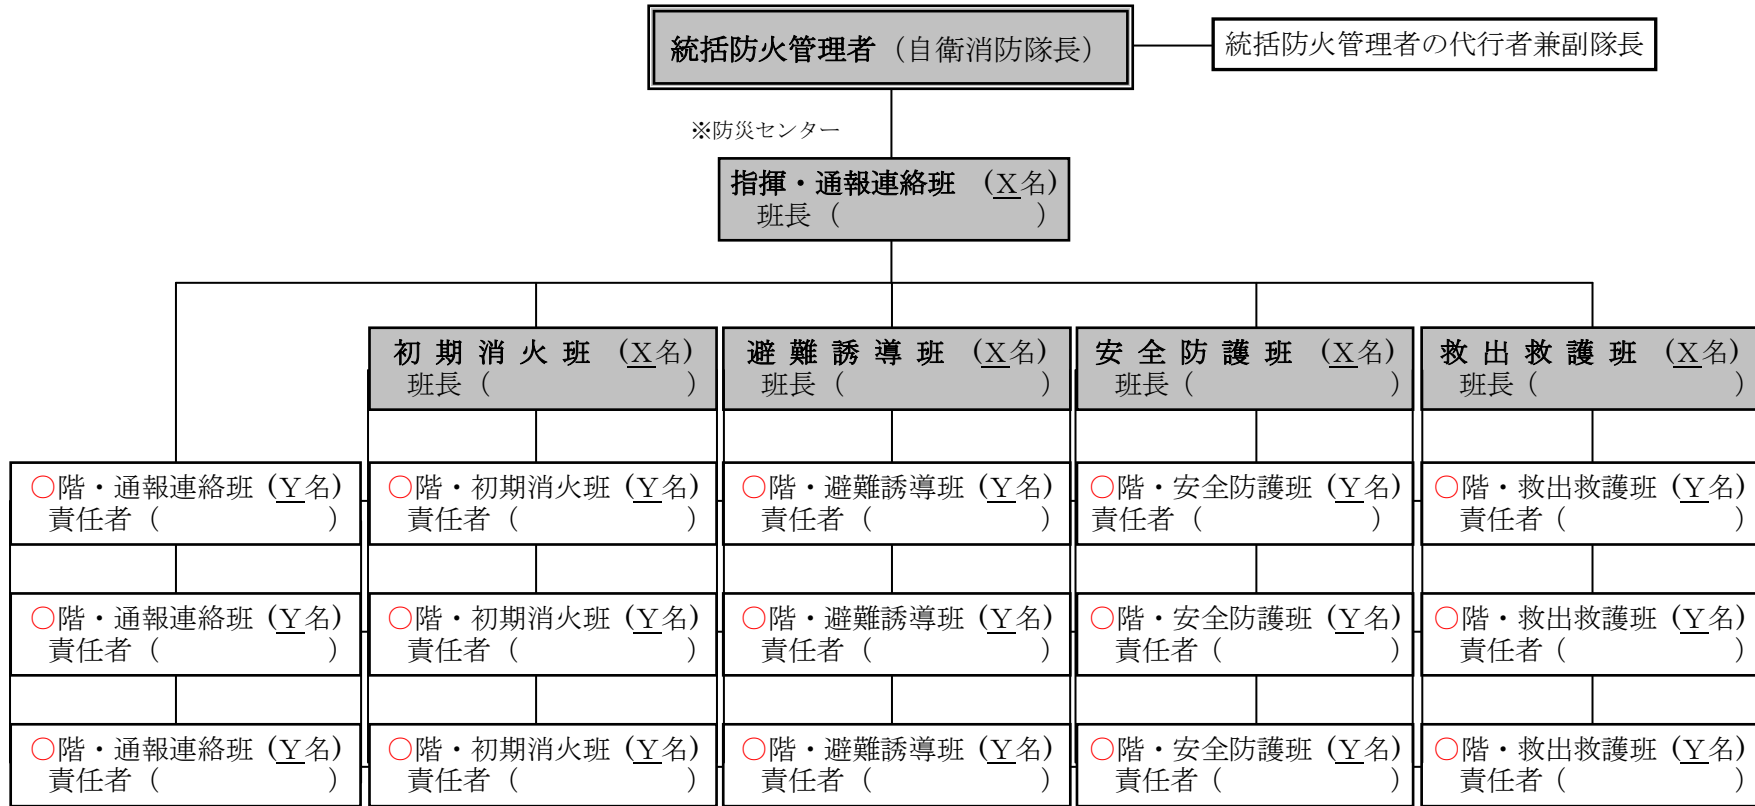 統括防火管理者（自衛消防隊長）
統括防火管理者の代行者兼副隊長
※防災センター
指揮・通報連絡班　(X名)
班長（　　　　　　　）
初期消火班　(X名)
班長（　　　　　　　）
避難誘導班　(X名)
班長（　　　　　　　）
安全防護班　(X名)
班長（　　　　　　　）
救出救護班　(X名)
班長（　　　　　　　）
○階・通報連絡班 (Y名)
責任者（　　　　　　）
○階・初期消火班 (Y名)
責任者（　　　　　　）
○階・避難誘導班 (Y名)
責任者（　　　　　　）
○階・安全防護班 (Y名)
責任者（　　　　　　）
○階・救出救護班 (Y名)
責任者（　　　　　　）
○階・通報連絡班 (Y名)
責任者（　　　　　　）
○階・初期消火班 (Y名)
責任者（　　　　　　）
○階・避難誘導班 (Y名)
責任者（　　　　　　）
○階・安全防護班 (Y名)
責任者（　　　　　　）
○階・救出救護班 (Y名)
責任者（　　　　　　）
○階・通報連絡班 (Y名)
責任者（　　　　　　）
○階・初期消火班 (Y名)
責任者（　　　　　　）
○階・避難誘導班 (Y名)
責任者（　　　　　　）
○階・安全防護班 (Y名)
責任者（　　　　　　）
○階・救出救護班 (Y名)
責任者（　　　　　　）